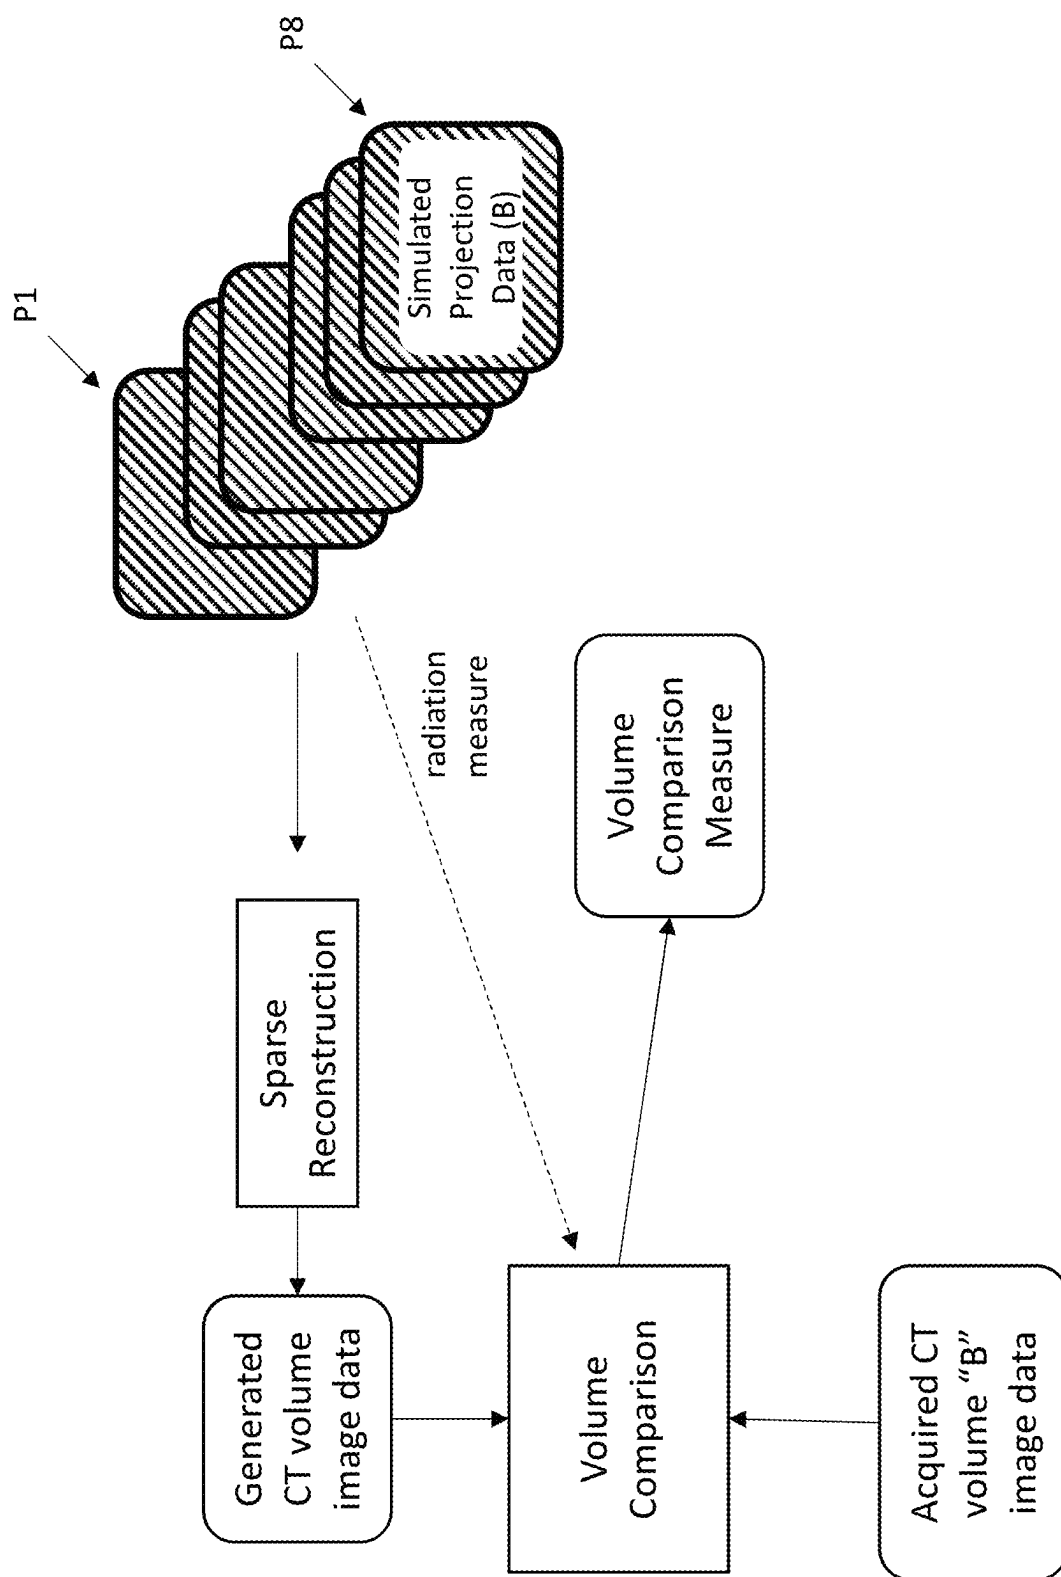 P1
P8
Simulated
Projection
Data (B)
radiation
measure
Sparse
Reconstruction
Generated
CT volume
image data
Volume
Comparison
Volume
Comparison
Measure
Acquired CT
volume “B”
image data